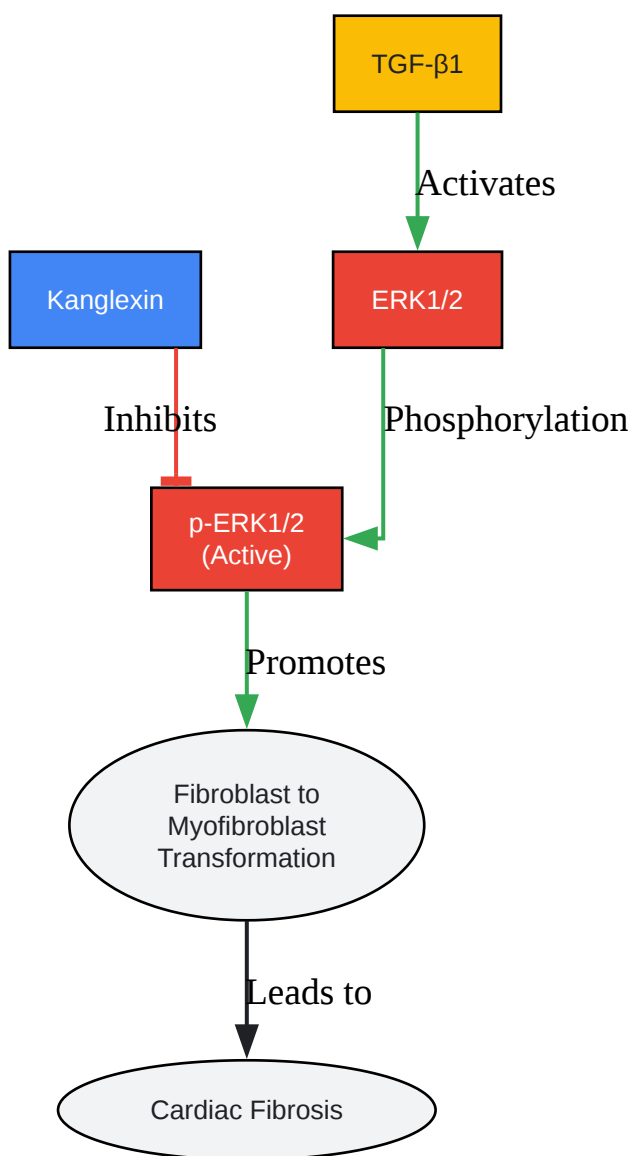 TGF-β1
Activates
Kanglexin
ERK1/2
Inhibits
Phosphorylation
p-ERK1/2
(Active)
Promotes
Fibroblast to
Myofibroblast
Transformation
Leads to
Cardiac Fibrosis